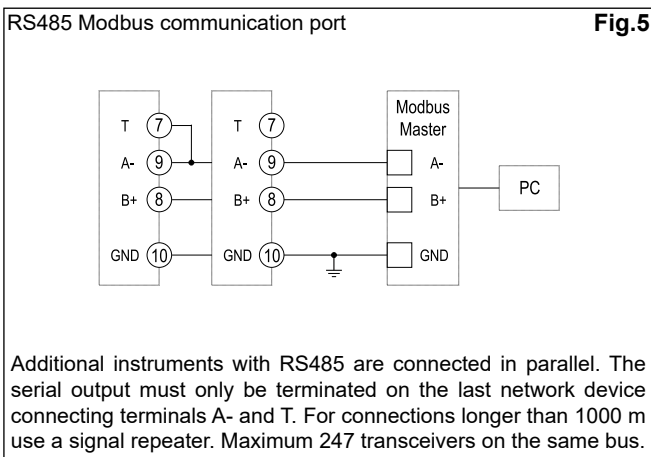 RS485 Modbus communication port
Fig.5
Modbus
Master
T 7 T 7
A- 9 A- 9 A-
B+ 8 B+ 8 B+
PC
GND 10 GND 10 GND
Additional instruments with RS485 are connected in parallel. The
serial output must only be terminated on the last network device
connecting terminals A- and T. For connections longer than 1000 m
use a signal repeater. Maximum 247 transceivers on the same bus.